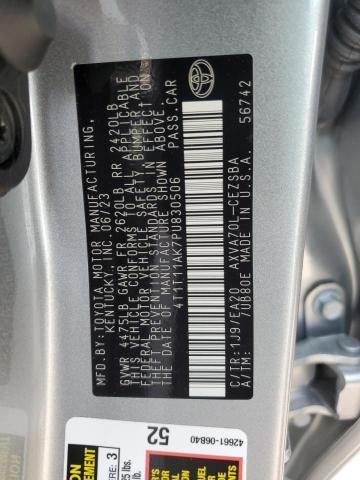 MFD. BY: TOYOTA MOTOR MANUFACTURING,
KENTUCKY, INC. 06/23
GVWR 4475LB GAWR FR 2620LB RR 2420LB
THIS VEHICLE CONFORMS TO ALL APPLICABLE
FEDERAL MOTOR VEHICLE SAFETY, BUMPER, AND
THEFT PREVENTION STANDARDS IN EFFECT ON
THE DATE OF MANUFACTURE SHOWN ABOVE.
4T1T11AK7PU830506 PASS.CAR
C/TR: 1J9/EA20 AXVA70L-CEZSBA
7UB80E MADE IN U.S.A. 56742
42661-06B40
52